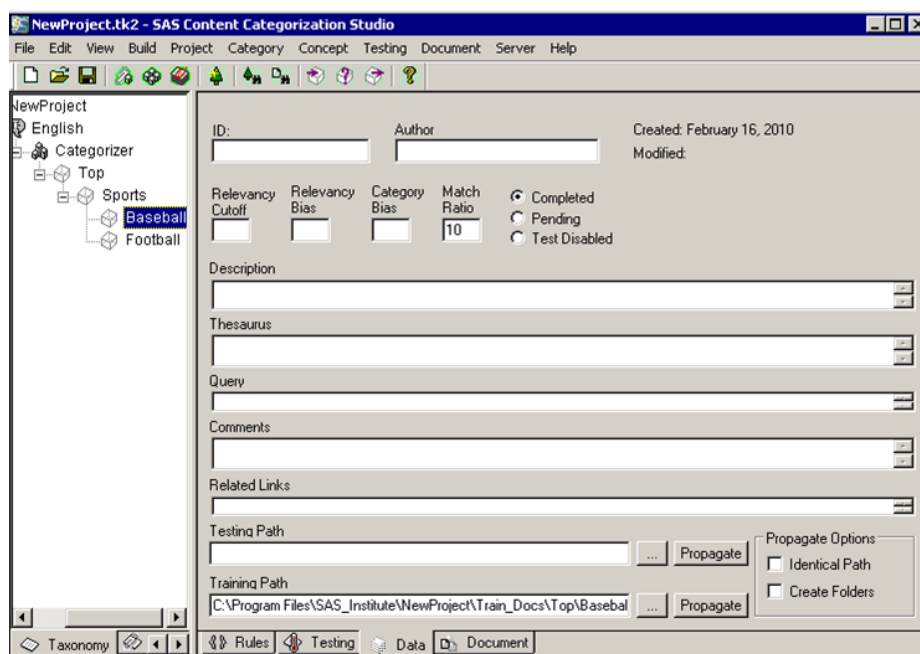 NewProject.tk2 - SAS Content Categorization Studio
File Edit View Build Project Category Concept Testing Document Server Help
NewProject
English
Categorizer
Top
Sports
Baseball
Football
ID:
Author
Created: February 16, 2010
Modified:
Relevancy Cutoff
Relevancy Bias
Category Bias
Match Ratio
10
Completed
Pending
Test Disabled
Description
Thesaurus
Query
Comments
Related Links
Testing Path
... Propagate
Training Path
C:\Program Files\SAS_Institute\NewProject\Train_Docs\Top\Basebal
... Propagate
Propagate Options
Identical Path
Create Folders
Taxonomy
Rules Testing Data Document